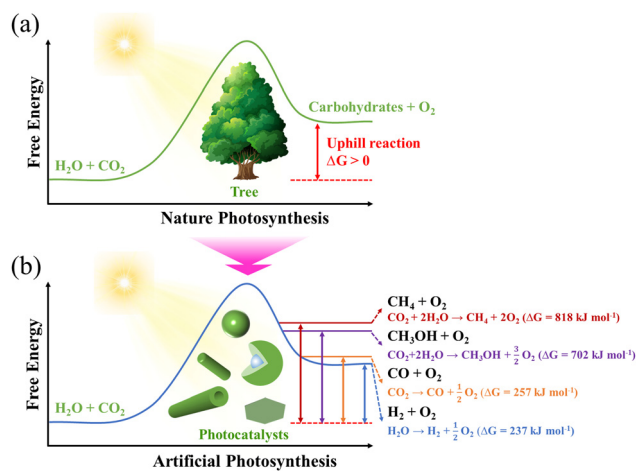 (a)
Free Energy
H₂O + CO₂
Carbohydrates + O₂
Uphill reaction
ΔG > 0
Tree
Nature Photosynthesis
(b)
Free Energy
H₂O + CO₂
Photocatalysts
CH₄ + O₂
CO₂ + 2H₂O → CH₄ + 2O₂ (ΔG = 818 kJ mol⁻¹)
CH₃OH + O₂
CO₂+2H₂O → CH₃OH + 3/2 O₂ (ΔG = 702 kJ mol⁻¹)
CO + O₂
CO₂ → CO + 1/2 O₂ (ΔG = 257 kJ mol⁻¹)
H₂ + O₂
H₂O → H₂ + 1/2 O₂ (ΔG = 237 kJ mol⁻¹)
Artificial Photosynthesis